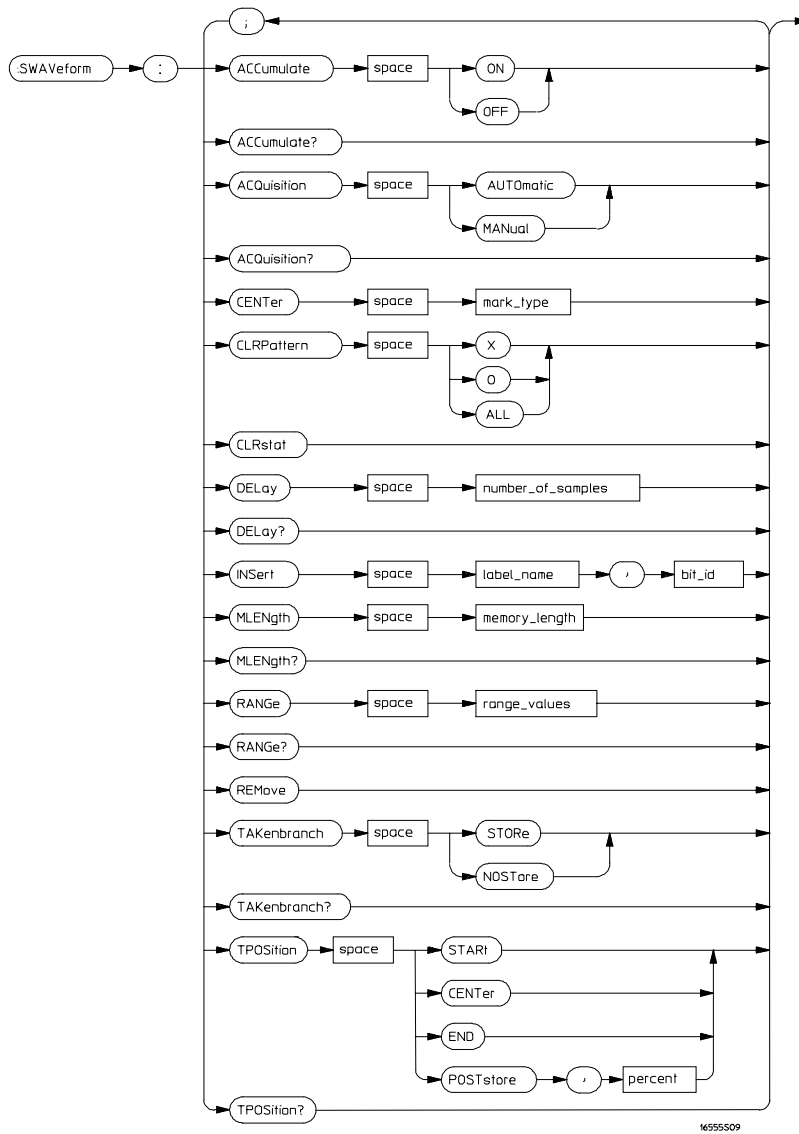 ;
:SWAVeform : ACCumulate space ON
OFF
ACCumulate?
ACQuisition space AUTOmatic
MANual
ACQuisition?
CENTer space mark_type
CLRPattern space X
O
ALL
CLRstat
DELay space number_of_samples
DELay?
INSert space label_name , bit_id
MLENgth space memory_length
MLENgth?
RANGe space range_values
RANGe?
REMove
TAKenbranch space STORe
NOSTore
TAKenbranch?
TPOSition space STARt
CENTer
END
POSTstore , percent
TPOSition?
16555S09